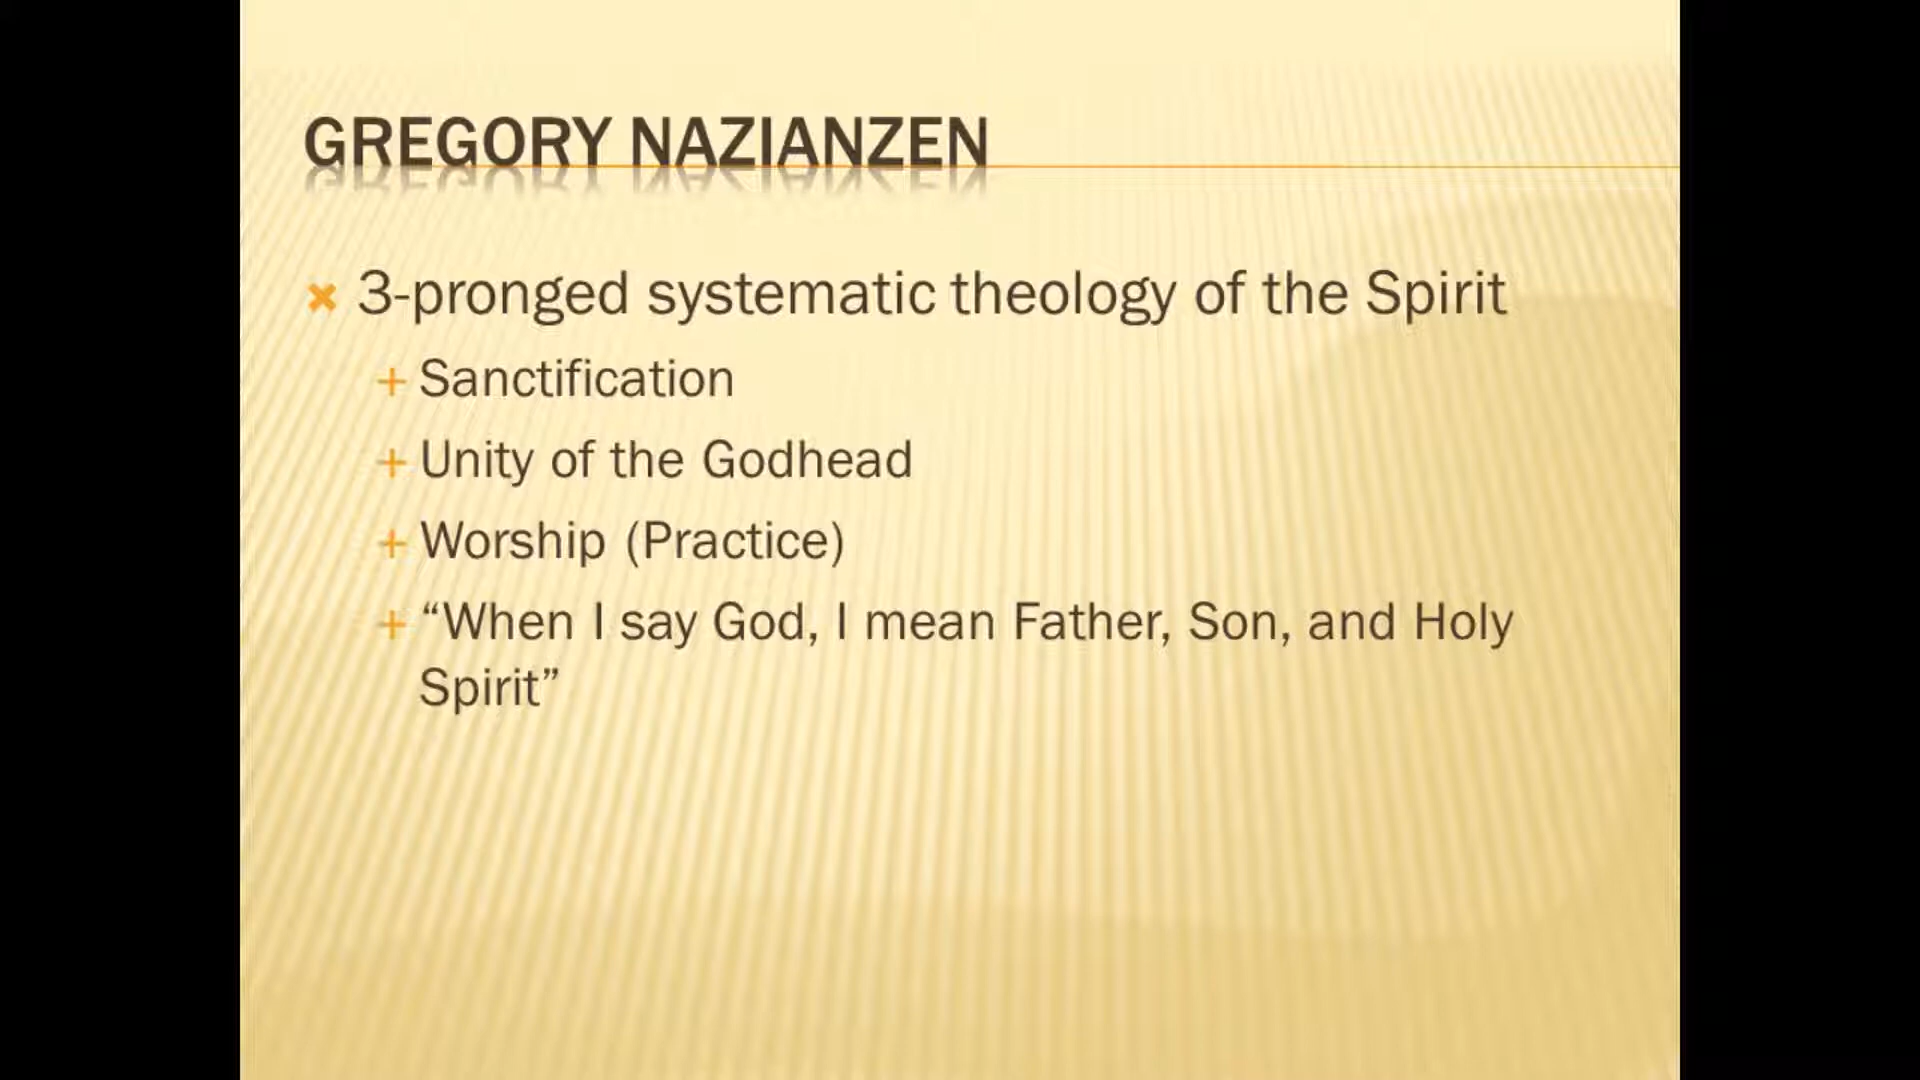 GREGORY NAZIANZEN
3-pronged systematic theology of the Spirit
Sanctification
Unity of the Godhead
Worship (Practice)
“When I say God, I mean Father, Son, and Holy
Spirit”